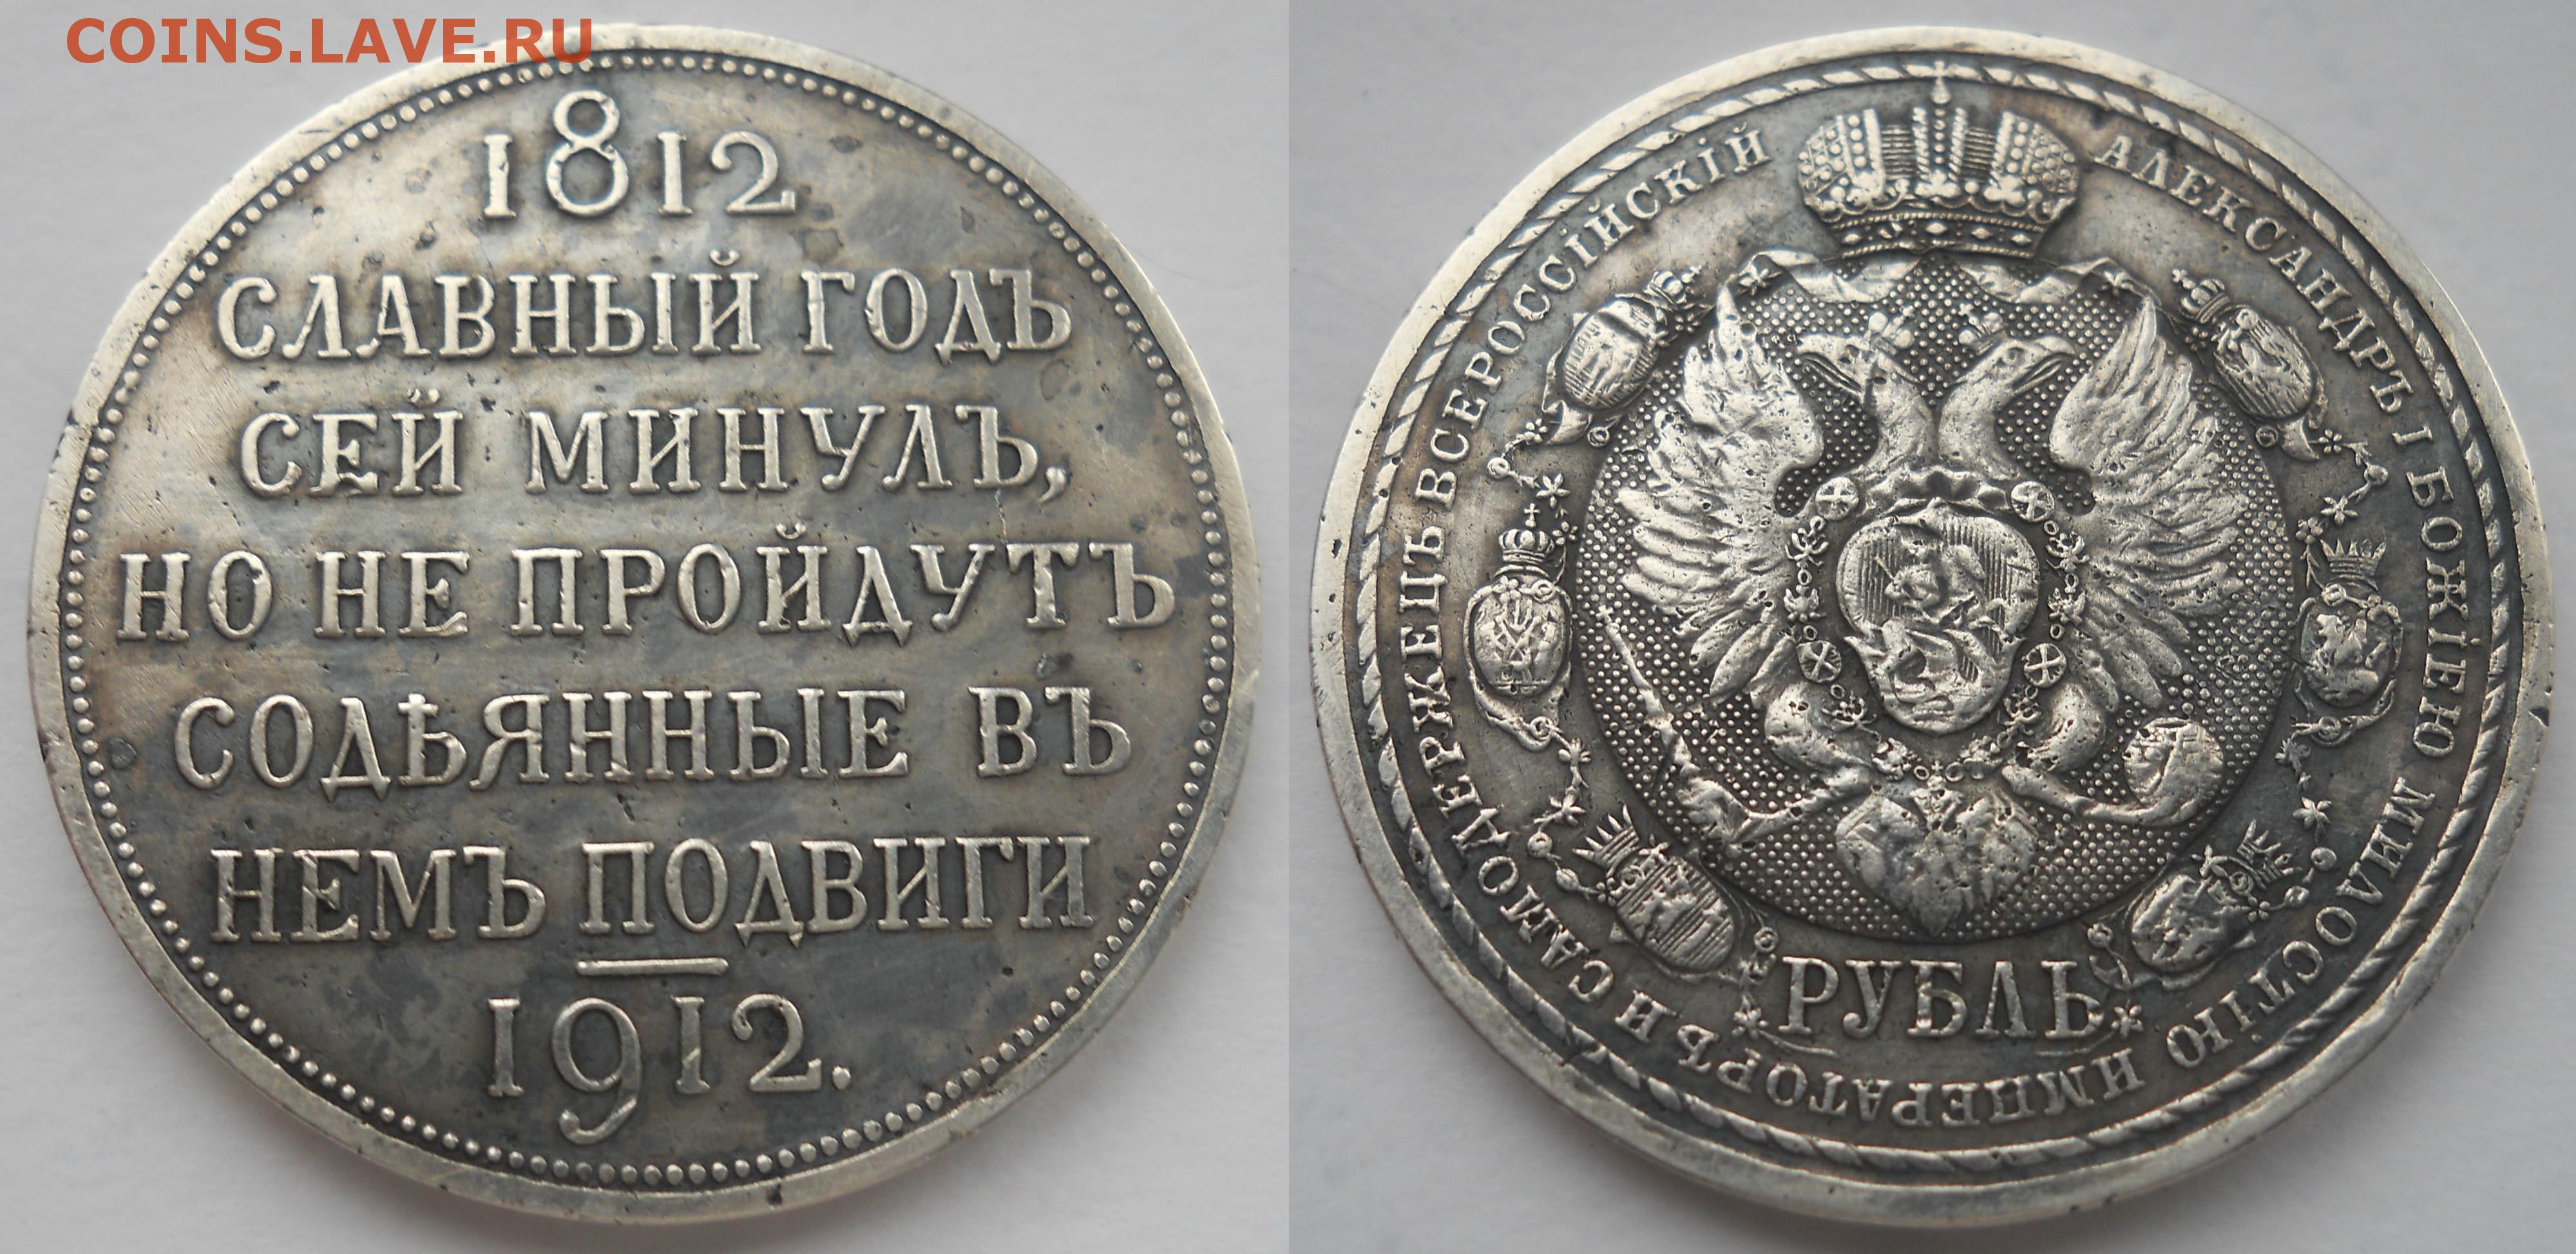 COINS.LAVE.RU
1812
СЛАВНЫЙ ГОДЪ
СЕЙ МИНУЛЪ,
НО НЕ ПРОЙДУТЪ
СОДѢЯННЫЕ ВЪ
НЕМЪ ПОДВИГИ
1912.
АЛЕКСАНДРЪ I БОЖІЕЮ МИЛОСТІЮ ИМПЕРАТОРЪ И САМОДЕРЖЕЦЪ ВСЕРОССІЙСКІЙ
РУБЛЬ